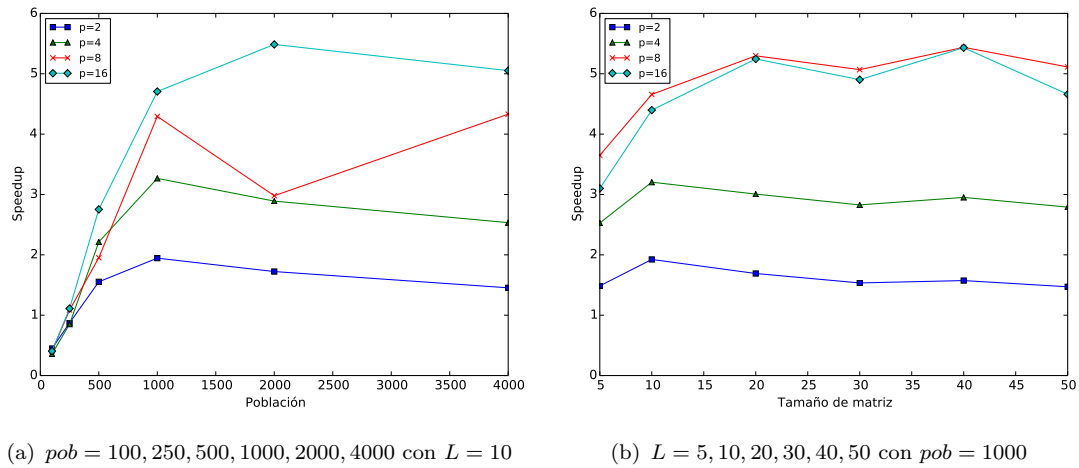 6
5
4
3
2
1
0
Speedup
p=2
p=4
p=8
p=16
0 500 1000 1500 2000 2500 3000 3500 4000
Población
(a) pob = 100, 250, 500, 1000, 2000, 4000 con L = 10
6
5
4
3
2
1
0
Speedup
p=2
p=4
p=8
p=16
5 10 15 20 25 30 35 40 45 50
Tamaño de matriz
(b) L = 5, 10, 20, 30, 40, 50 con pob = 1000